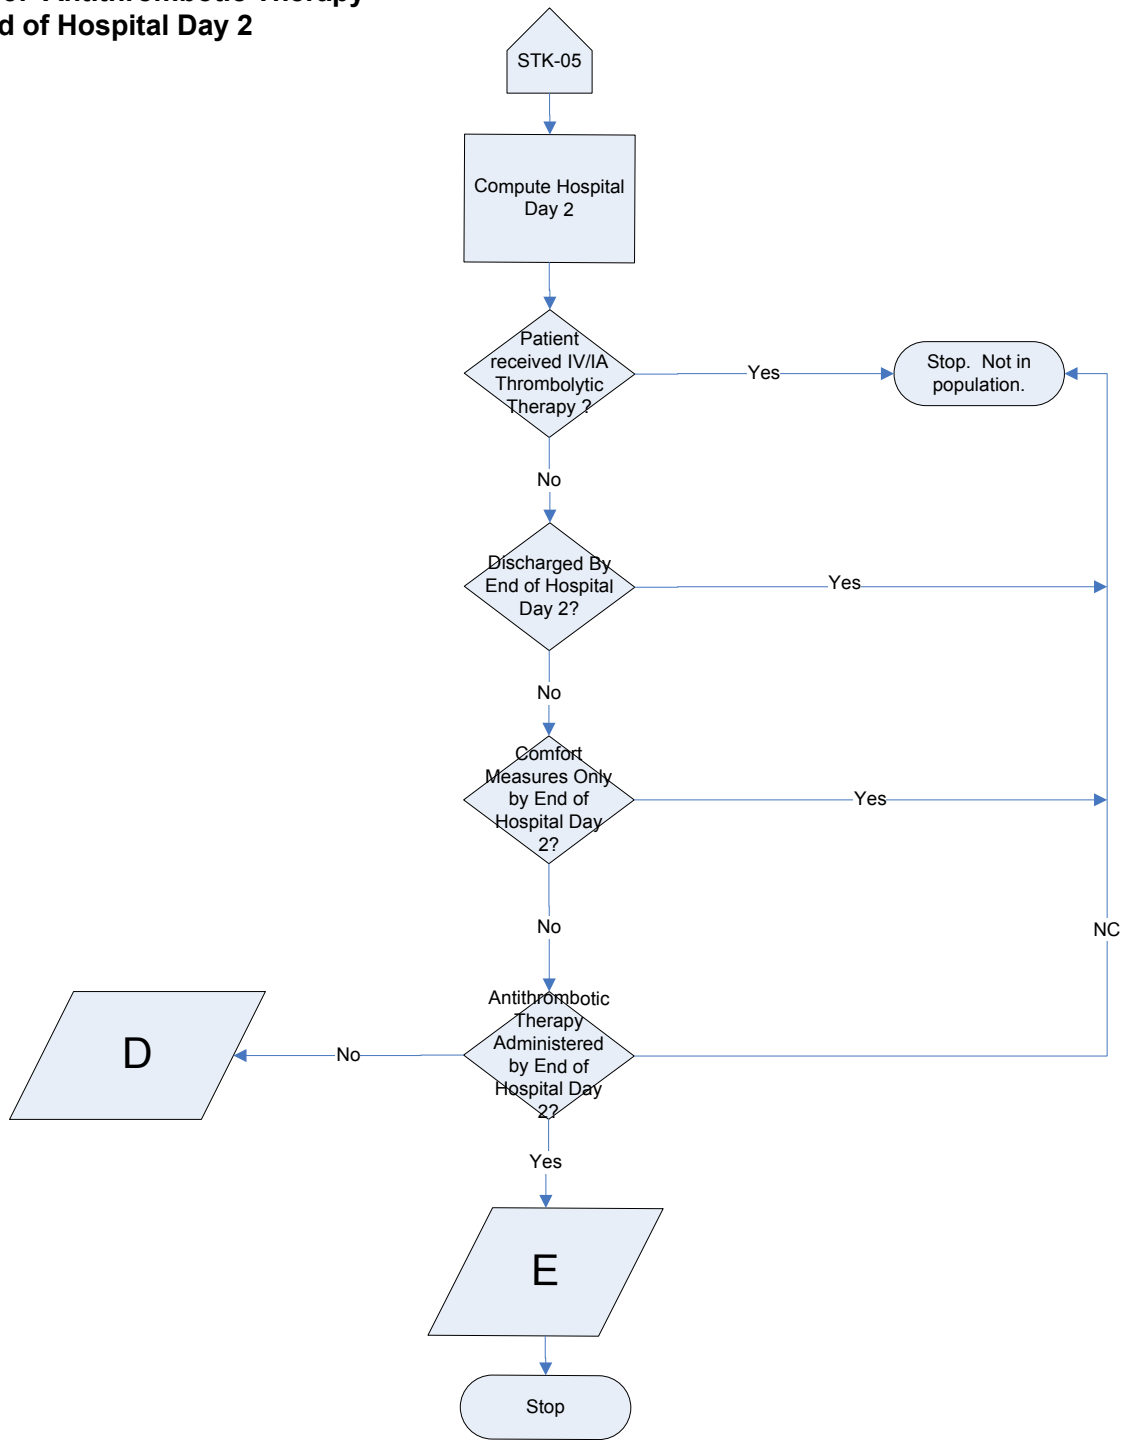 Therapy
of Hospital Day 2
STK-05
Compute Hospital
Day 2
Patient
received IV/IA
Thrombolytic
Therapy ?
Yes
Stop. Not in
population.
No
Discharged By
End of Hospital
Day 2?
Yes
No
Comfort
Measures Only
by End of
Hospital Day
2?
Yes
No
NC
Antithrombotic
Therapy
Administered
by End of
Hospital Day
2?
No
D
Yes
E
Stop